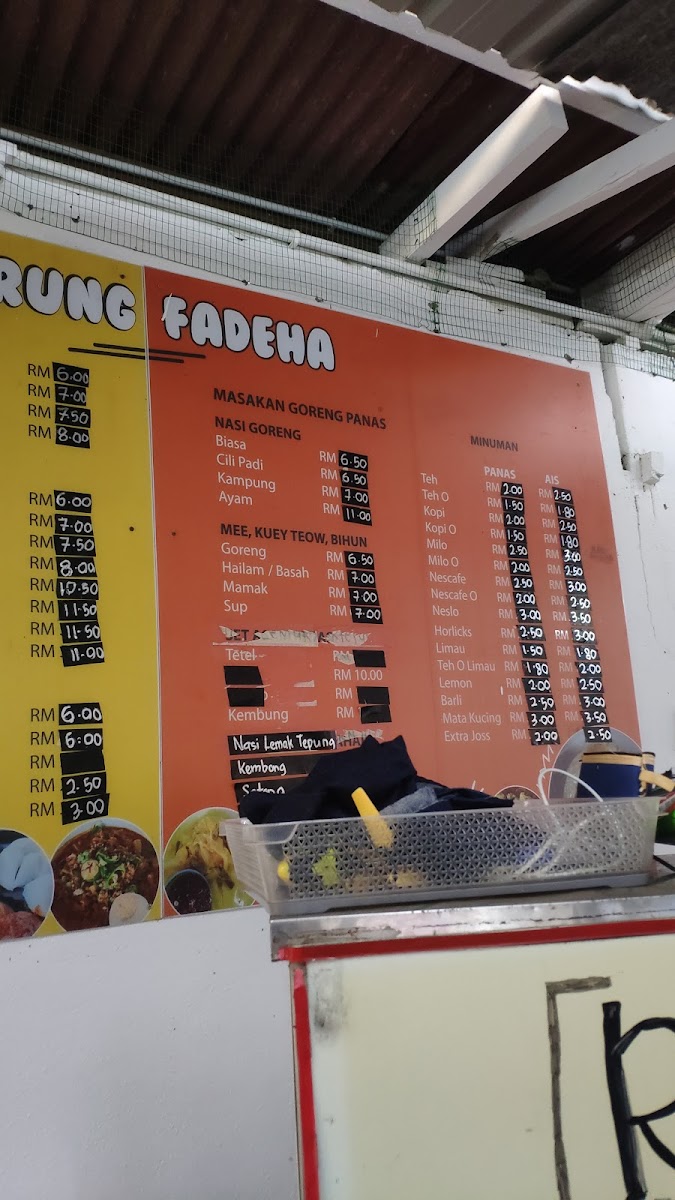 RUNG FADEHA
RM 6.00
RM 7.00
RM 7.50
RM 8.00
RM 6.00
RM 7.00
RM 7.50
RM 8.00
RM 10.50
RM 11.50
RM 11.50
RM 11.00
RM 6.00
RM 6.00
RM
RM 2.50
RM 3.00
MASAKAN GORENG PANAS
NASI GORENG
Biasa RM 6.50
Cili Padi RM 6.50
Kampung RM 7.00
Ayam RM 11.00
MEE, KUEY TEOW, BIHUN
Goreng RM 6.50
Hailam / Basah RM 7.00
Mamak RM 7.00
Sup RM 7.00
Tetel
RM 10.00
RM
Kembung RM
Nasi Lemak Tepung
Kembong
MINUMAN
PANAS AIS
Teh RM 2.00 RM 2.50
Teh O RM 1.50 RM 1.80
Kopi RM 2.00 RM 2.50
Kopi O RM 1.50 RM 1.80
Milo RM 2.50 RM 3.00
Milo O RM 2.00 RM 2.50
Nescafe RM 2.50 RM 3.00
Nescafe O RM 2.00 RM 2.50
Neslo RM 3.00 RM 3.50
Horlicks RM 2.50 RM 3.00
Limau RM 1.50 RM 1.80
Teh O Limau RM 1.80 RM 2.00
Lemon RM 2.00 RM 2.50
Barli RM 2.50 RM 3.00
Mata Kucing RM 3.00 RM 3.50
Extra Joss RM 2.00 RM 2.50